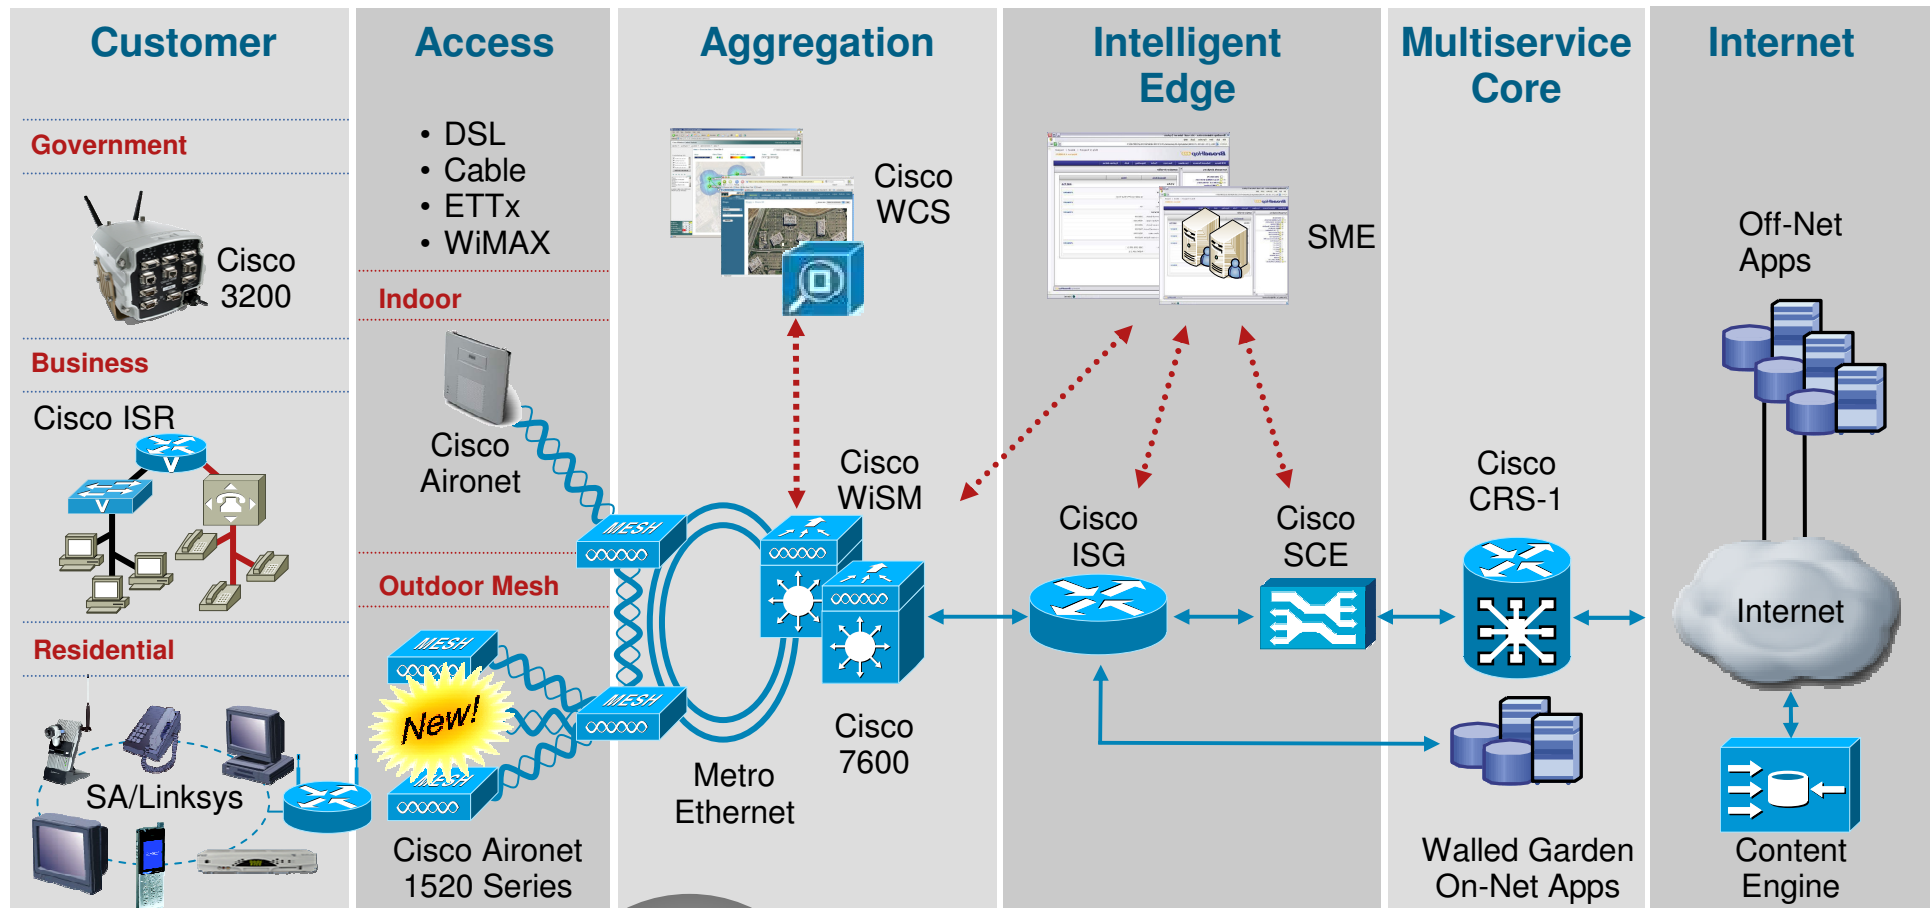 Customer
Government
Cisco
3200
Business
Cisco ISR
V
V
Residential
SA/Linksys
Access
• DSL
• Cable
• ETTx
• WiMAX
Indoor
Cisco
Aironet
MESH
Outdoor Mesh
MESH
New!
MESH
MESH
Cisco Aironet
1520 Series
Aggregation
Cisco
WCS
Cisco
WiSM
Cisco
7600
Metro
Ethernet
Intelligent
Edge
SME
Cisco
ISG
Cisco
SCE
Multiservice
Core
Cisco
CRS-1
Walled Garden
On-Net Apps
Internet
Off-Net
Apps
Internet
Content
Engine